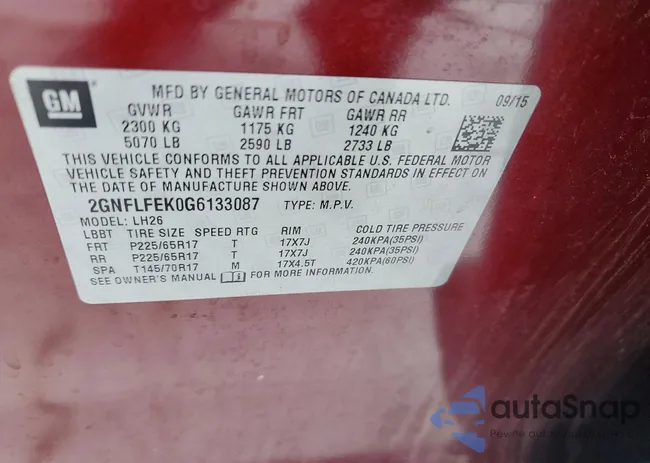 GM
MFD BY GENERAL MOTORS OF CANADA LTD. 09/15
GVWR GAWR FRT GAWR RR
2300 KG 1175 KG 1240 KG
5070 LB 2590 LB 2733 LB
THIS VEHICLE CONFORMS TO ALL APPLICABLE U.S. FEDERAL MOTOR
VEHICLE SAFETY AND THEFT PREVENTION STANDARDS IN EFFECT ON
THE DATE OF MANUFACTURE SHOWN ABOVE.
2GNFLFEK0G6133087 TYPE: M.P.V.
MODEL: LH26
LBBT TIRE SIZE SPEED RTG RIM COLD TIRE PRESSURE
FRT P225/65R17 T 17X7J 240KPA(35PSI)
RR P225/65R17 T 17X7J 240KPA(35PSI)
SPA T145/70R17 M 17X4.5T 420KPA(60PSI)
SEE OWNER'S MANUAL FOR MORE INFORMATION.
autaSnap
Pewne auto